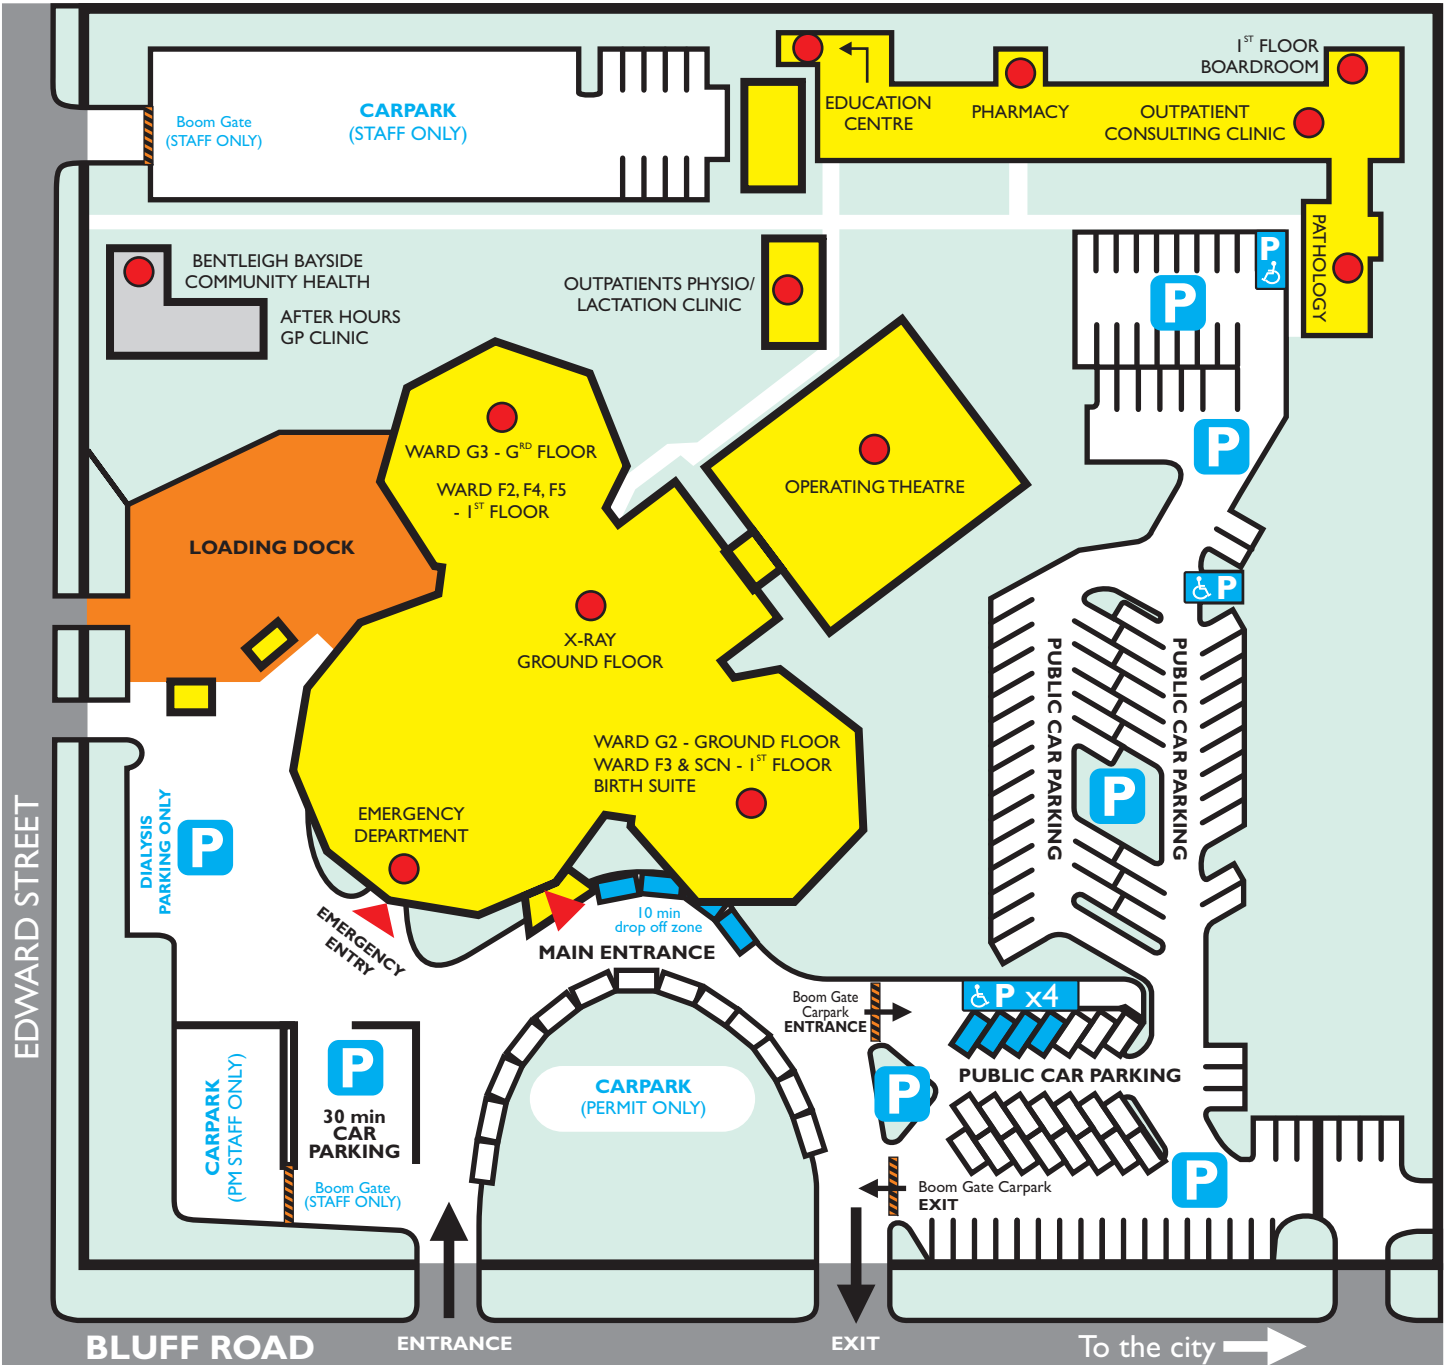 1ST FLOOR
BOARDROOM
Boom Gate
(STAFF ONLY)
CARPARK
(STAFF ONLY)
EDUCATION
CENTRE
PHARMACY
OUTPATIENT
CONSULTING CLINIC
PATHOLOGY
BENTLEIGH BAYSIDE
COMMUNITY HEALTH
AFTER HOURS
GP CLINIC
OUTPATIENTS PHYSIO/
LACTATION CLINIC
P
P
P
WARD G3 - GRD FLOOR
WARD F2, F4, F5
- 1ST FLOOR
OPERATING THEATRE
LOADING DOCK
P
X-RAY
GROUND FLOOR
PUBLIC CAR PARKING
PUBLIC CAR PARKING
P
WARD G2 - GROUND FLOOR
WARD F3 & SCN - 1ST FLOOR
BIRTH SUITE
EMERGENCY
DEPARTMENT
DIALYSIS
PARKING ONLY
P
EMERGENCY
ENTRY
10 min
drop off zone
MAIN ENTRANCE
EDWARD STREET
Boom Gate
Carpark
ENTRANCE
P x4
PUBLIC CAR PARKING
P
CARPARK
(PM STAFF ONLY)
P
30 min
CAR
PARKING
Boom Gate
(STAFF ONLY)
CARPARK
(PERMIT ONLY)
Boom Gate Carpark
EXIT
P
BLUFF ROAD
ENTRANCE
EXIT
To the city